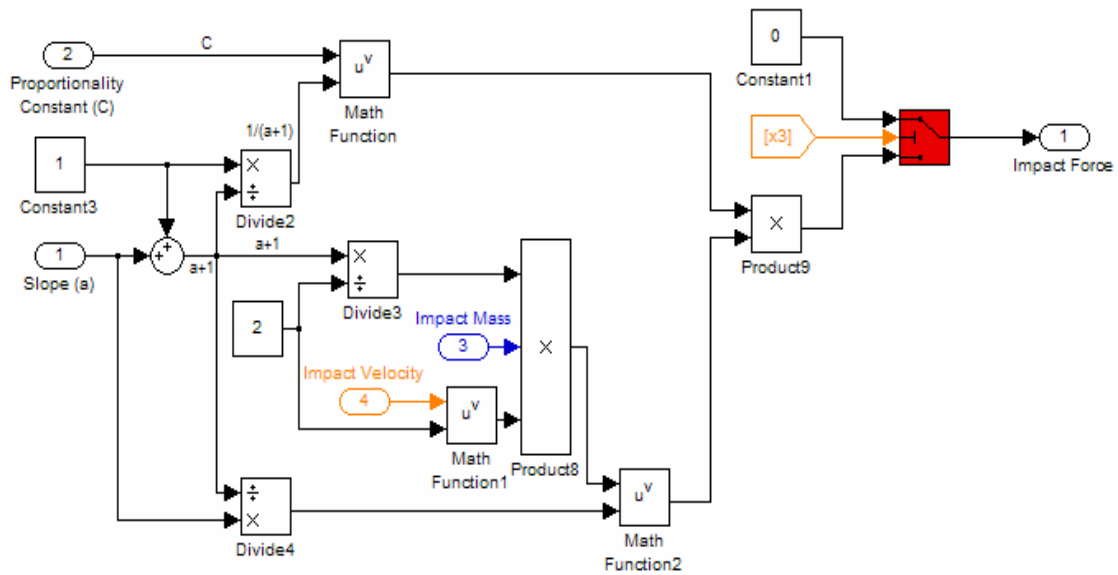 2
Proportionality
Constant (C)
C
u^v
Math
Function
0
Constant1
[x3]
1
Impact Force
1
Constant3
1/(a+1)
×
÷
Divide2
1
Slope (a)
+
+
a+1
a+1
×
÷
Divide3
2
Impact Mass
3
×
Product8
Impact Velocity
4
u^v
Math
Function1
×
Product9
÷
×
Divide4
u^v
Math
Function2